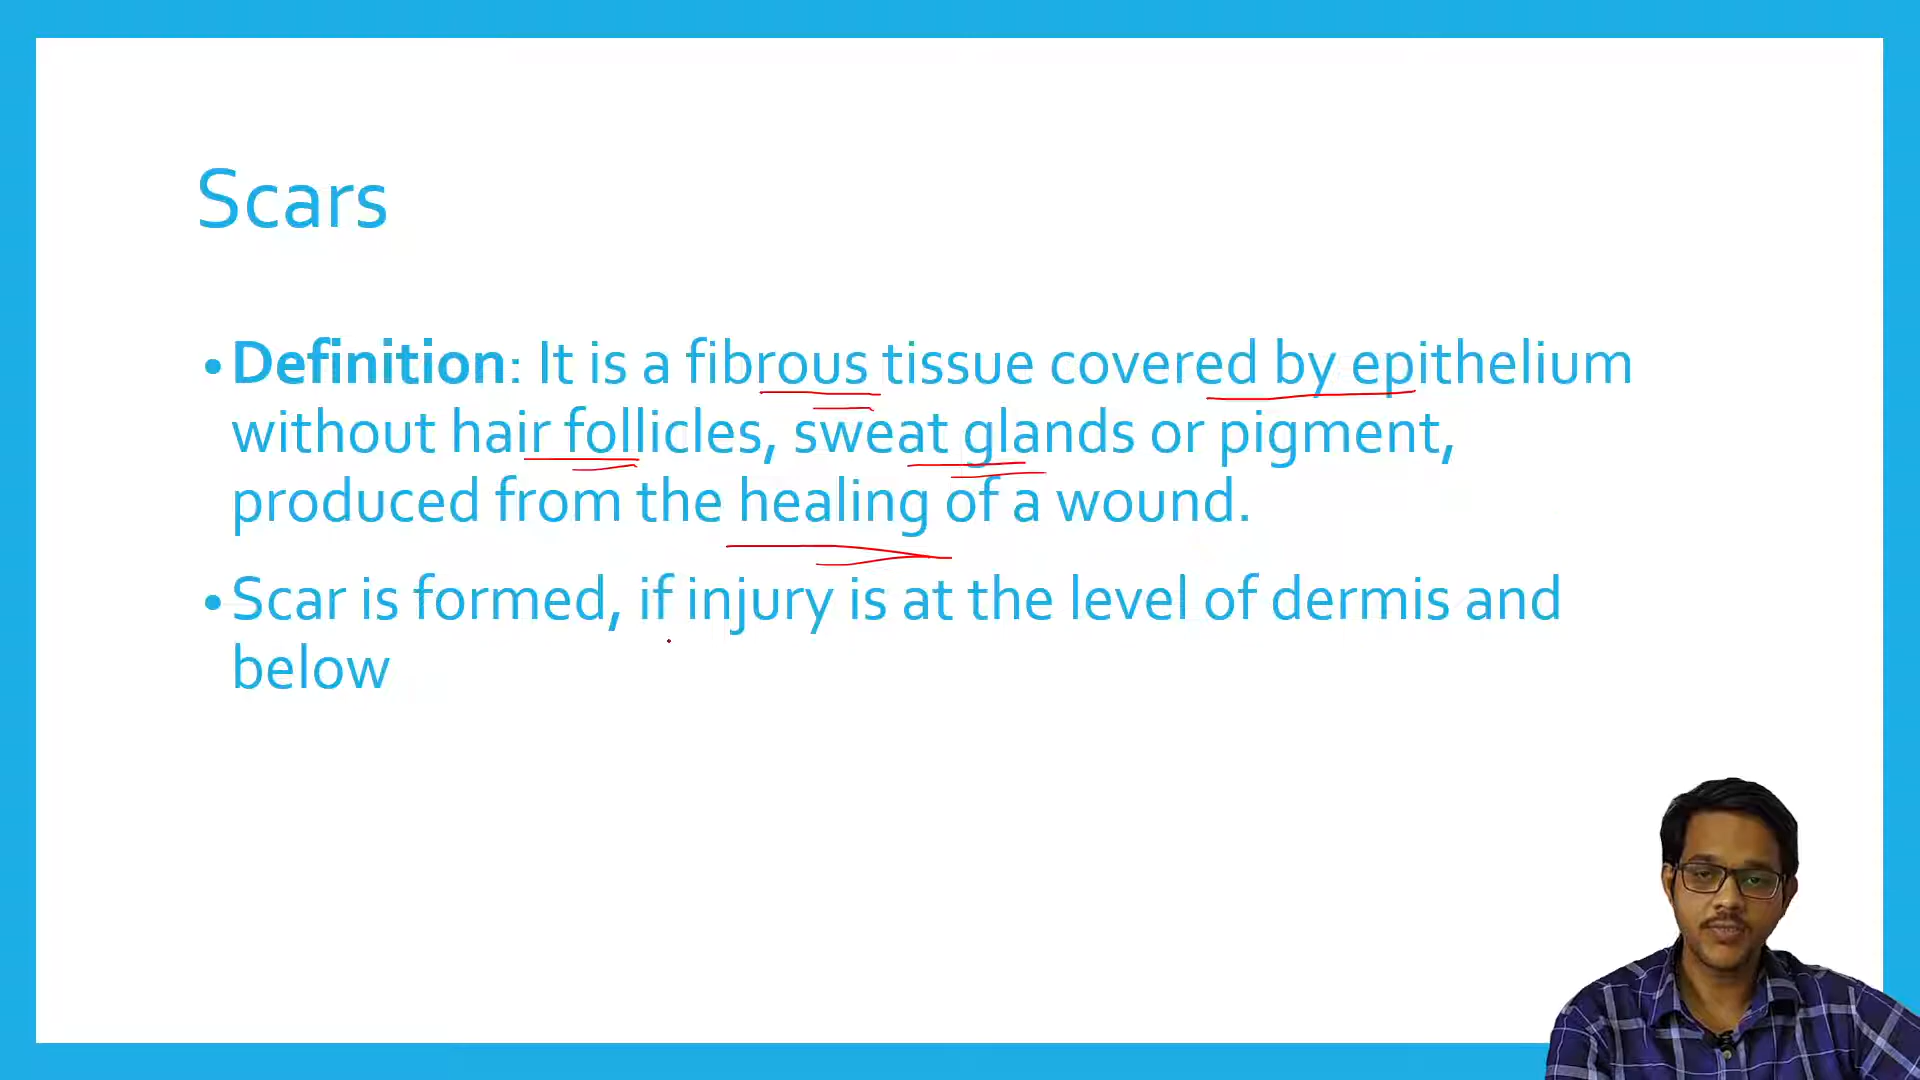 Scars
• Definition: It is a fibrous tissue covered by epithelium
without hair follicles, sweat glands or pigment,
produced from the healing of a wound.
• Scar is formed, if injury is at the level of dermis and
below